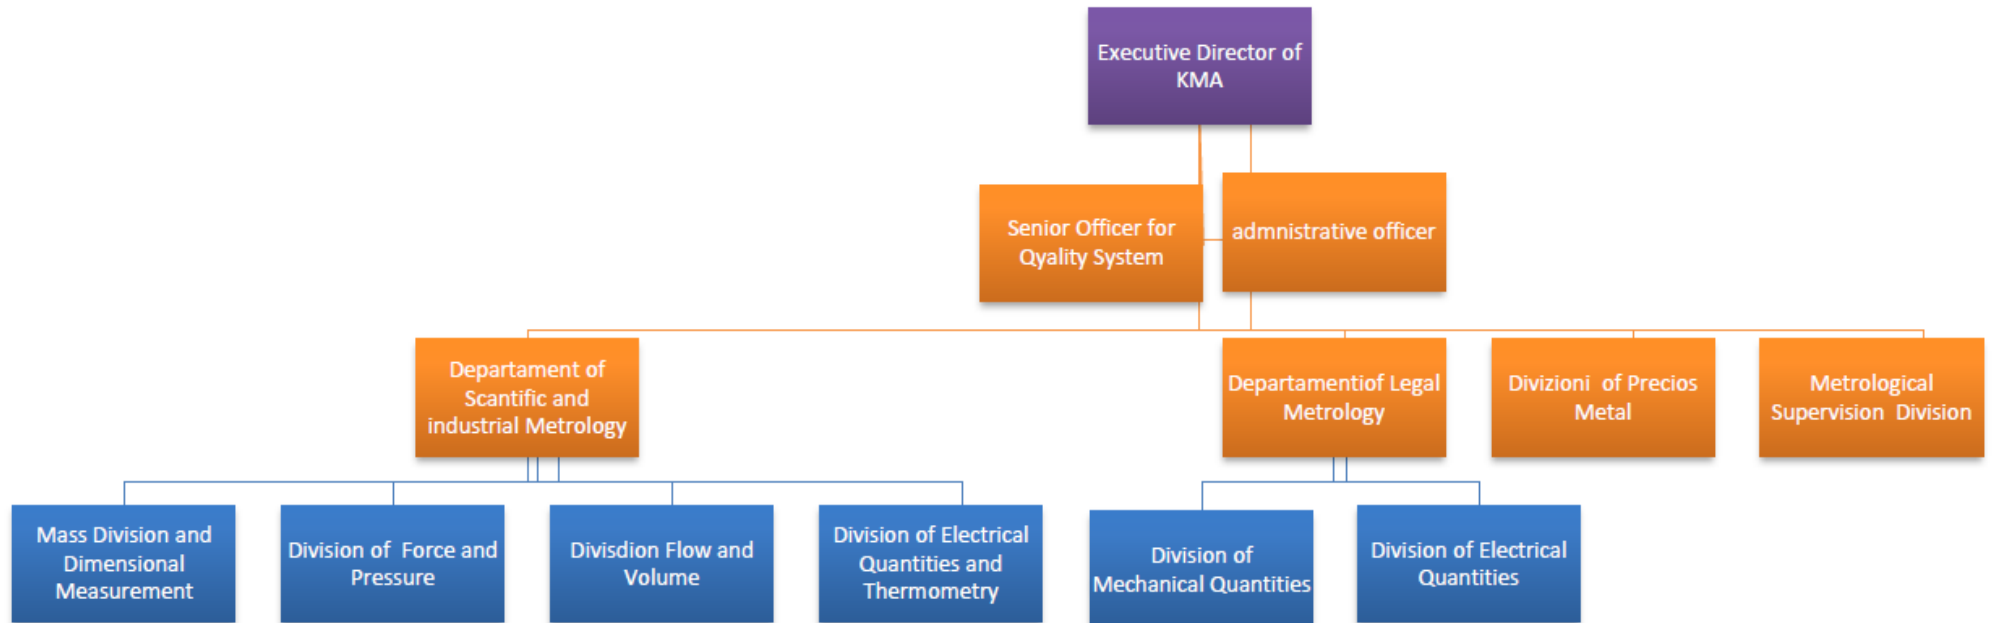 Executive Director of
KMA
Senior Officer for
Qyality System
admnistrative officer
Departament of
Scantific and
industrial Metrology
Departamentiof Legal
Metrology
Divizioni of Precios
Metal
Metrological
Supervision Division
Mass Division and
Dimensional
Measurement
Division of Force and
Pressure
Divisdion Flow and
Volume
Division of Electrical
Quantities and
Thermometry
Division of
Mechanical Quantities
Division of Electrical
Quantities